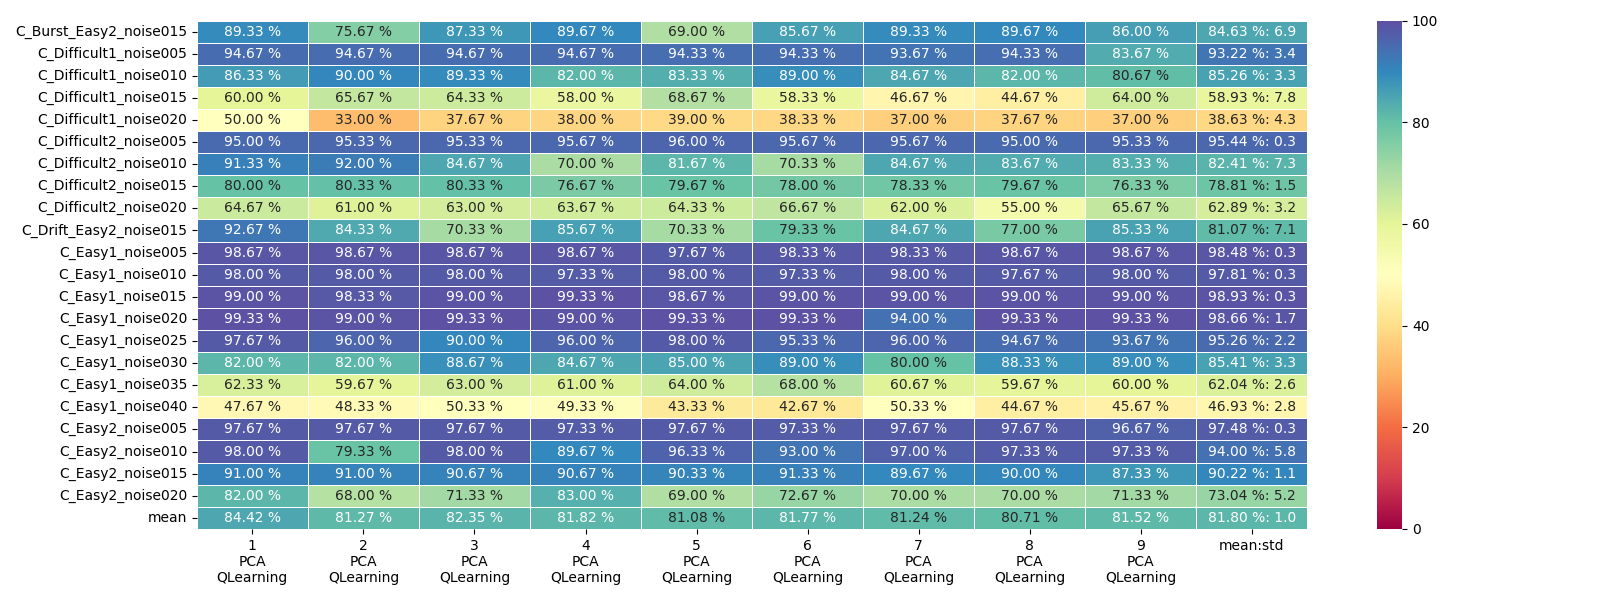 C_Burst_Easy2_noise015 89.33 % 75.67 % 87.33 % 89.67 % 69.00 % 85.67 % 89.33 % 89.67 % 86.00 % 84.63 %: 6.9
C_Difficult1_noise005 94.67 % 94.67 % 94.67 % 94.67 % 94.33 % 94.33 % 93.67 % 94.33 % 83.67 % 93.22 %: 3.4
C_Difficult1_noise010 86.33 % 90.00 % 89.33 % 82.00 % 83.33 % 89.00 % 84.67 % 82.00 % 80.67 % 85.26 %: 3.3
C_Difficult1_noise015 60.00 % 65.67 % 64.33 % 58.00 % 68.67 % 58.33 % 46.67 % 44.67 % 64.00 % 58.93 %: 7.8
C_Difficult1_noise020 50.00 % 33.00 % 37.67 % 38.00 % 39.00 % 38.33 % 37.00 % 37.67 % 37.00 % 38.63 %: 4.3
C_Difficult2_noise005 95.00 % 95.33 % 95.33 % 95.67 % 96.00 % 95.67 % 95.67 % 95.00 % 95.33 % 95.44 %: 0.3
C_Difficult2_noise010 91.33 % 92.00 % 84.67 % 70.00 % 81.67 % 70.33 % 84.67 % 83.67 % 83.33 % 82.41 %: 7.3
C_Difficult2_noise015 80.00 % 80.33 % 80.33 % 76.67 % 79.67 % 78.00 % 78.33 % 79.67 % 76.33 % 78.81 %: 1.5
C_Difficult2_noise020 64.67 % 61.00 % 63.00 % 63.67 % 64.33 % 66.67 % 62.00 % 55.00 % 65.67 % 62.89 %: 3.2
C_Drift_Easy2_noise015 92.67 % 84.33 % 70.33 % 85.67 % 70.33 % 79.33 % 84.67 % 77.00 % 85.33 % 81.07 %: 7.1
C_Easy1_noise005 98.67 % 98.67 % 98.67 % 98.67 % 97.67 % 98.33 % 98.33 % 98.67 % 98.67 % 98.48 %: 0.3
C_Easy1_noise010 98.00 % 98.00 % 98.00 % 97.33 % 98.00 % 97.33 % 98.00 % 97.67 % 98.00 % 97.81 %: 0.3
C_Easy1_noise015 99.00 % 98.33 % 99.00 % 99.33 % 98.67 % 99.00 % 99.00 % 99.00 % 99.00 % 98.93 %: 0.3
C_Easy1_noise020 99.33 % 99.00 % 99.33 % 99.00 % 99.33 % 99.33 % 94.00 % 99.33 % 99.33 % 98.66 %: 1.7
C_Easy1_noise025 97.67 % 96.00 % 90.00 % 96.00 % 98.00 % 95.33 % 96.00 % 94.67 % 93.67 % 95.26 %: 2.2
C_Easy1_noise030 82.00 % 82.00 % 88.67 % 84.67 % 85.00 % 89.00 % 80.00 % 88.33 % 89.00 % 85.41 %: 3.3
C_Easy1_noise035 62.33 % 59.67 % 63.00 % 61.00 % 64.00 % 68.00 % 60.67 % 59.67 % 60.00 % 62.04 %: 2.6
C_Easy1_noise040 47.67 % 48.33 % 50.33 % 49.33 % 43.33 % 42.67 % 50.33 % 44.67 % 45.67 % 46.93 %: 2.8
C_Easy2_noise005 97.67 % 97.67 % 97.67 % 97.33 % 97.67 % 97.33 % 97.67 % 97.67 % 96.67 % 97.48 %: 0.3
C_Easy2_noise010 98.00 % 79.33 % 98.00 % 89.67 % 96.33 % 93.00 % 97.00 % 97.33 % 97.33 % 94.00 %: 5.8
C_Easy2_noise015 91.00 % 91.00 % 90.67 % 90.67 % 90.33 % 91.33 % 89.67 % 90.00 % 87.33 % 90.22 %: 1.1
C_Easy2_noise020 82.00 % 68.00 % 71.33 % 83.00 % 69.00 % 72.67 % 70.00 % 70.00 % 71.33 % 73.04 %: 5.2
mean 84.42 % 81.27 % 82.35 % 81.82 % 81.08 % 81.77 % 81.24 % 80.71 % 81.52 % 81.80 %: 1.0
1 2 3 4 5 6 7 8 9 mean:std
PCA PCA PCA PCA PCA PCA PCA PCA PCA
QLearning QLearning QLearning QLearning QLearning QLearning QLearning QLearning QLearning
100
80
60
40
20
0